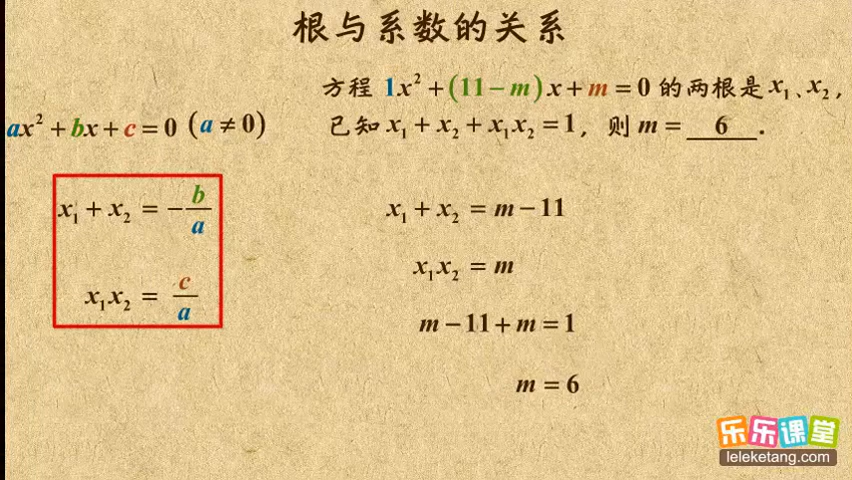 根与系数的关系
方程 1x² + (11 − m) x + m = 0 的两根是 x₁、x₂,
ax² + bx + c = 0 (a ≠ 0)
已知 x₁ + x₂ + x₁x₂ = 1, 则 m = 6 .
x₁ + x₂ = − b/a
x₁ + x₂ = m − 11
x₁x₂ = c/a
x₁x₂ = m
m − 11 + m = 1
m = 6
乐乐课堂
leleketang.com